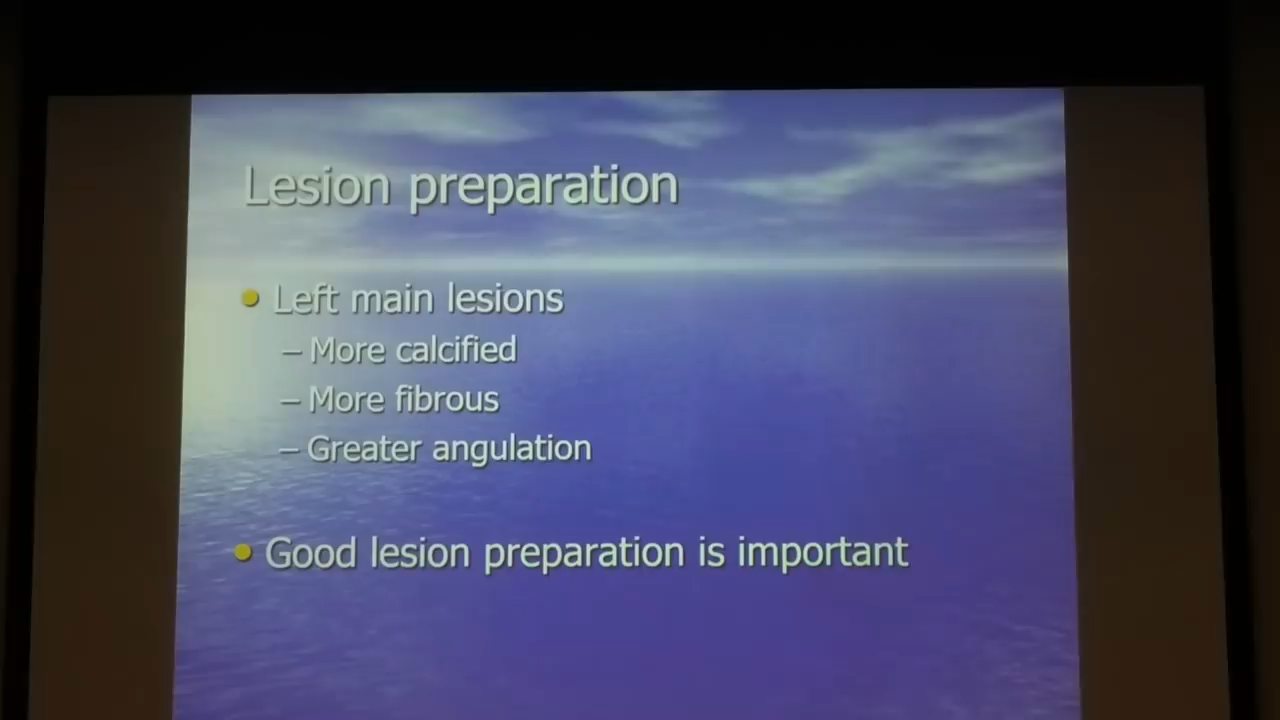 Lesion preparation
• Left main lesions
– More calcified
– More fibrous
– Greater angulation
• Good lesion preparation is important